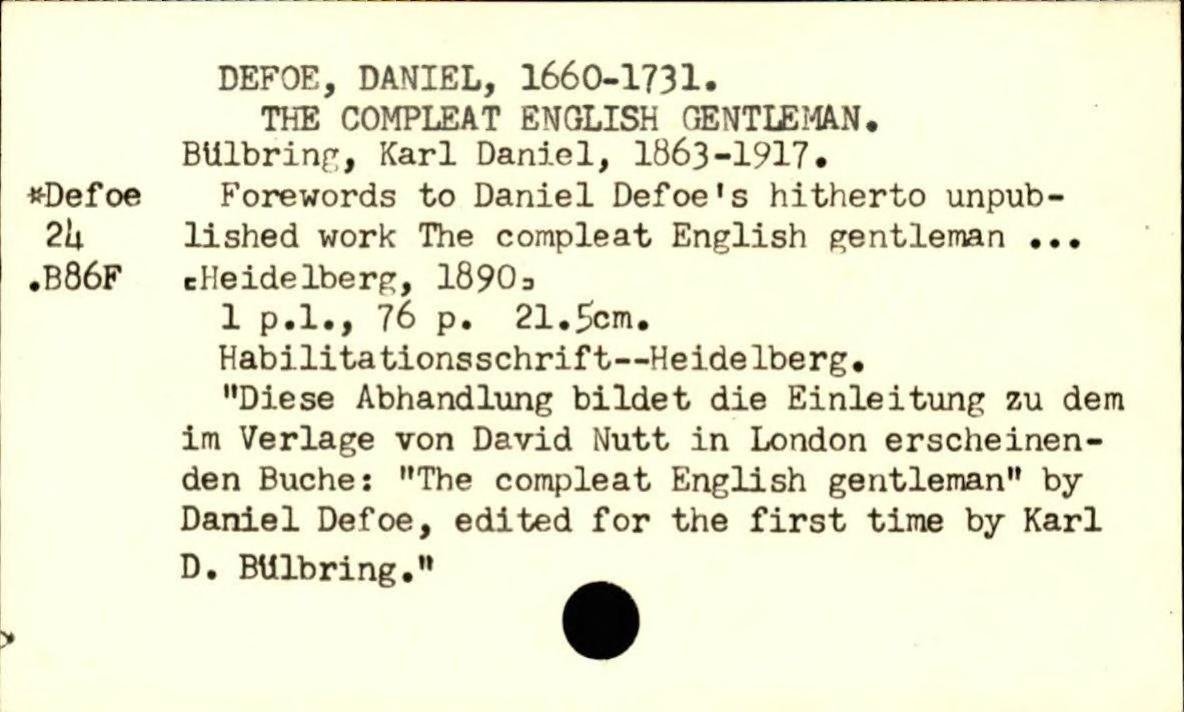 DEFOE, DANIEL, 1660-1731.
THE COMPLEAT ENGLISH GENTLEMAN.
Bülbring, Karl Daniel, 1863-1917.
*Defoe Forewords to Daniel Defoe's hitherto unpub-
24 lished work The compleat English gentleman ...
.B86F [Heidelberg, 1890]
1 p.l., 76 p. 21.5cm.
Habilitationsschrift--Heidelberg.
"Diese Abhandlung bildet die Einleitung zu dem
im Verlage von David Nutt in London erscheinen-
den Buche: "The compleat English gentleman" by
Daniel Defoe, edited for the first time by Karl
D. Bülbring."